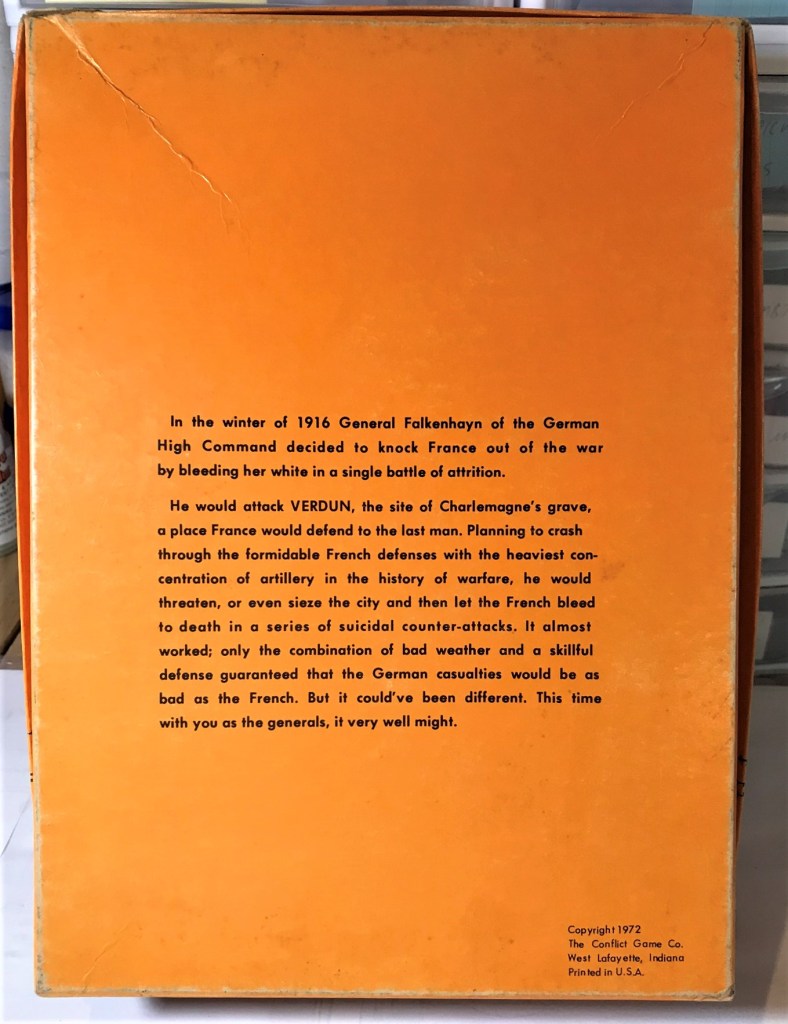 In the winter of 1916 General Falkenhayn of the German
High Command decided to knock France out of the war
by bleeding her white in a single battle of attrition.
He would attack VERDUN, the site of Charlemagne's grave,
a place France would defend to the last man. Planning to crash
through the formidable French defenses with the heaviest con-
centration of artillery in the history of warfare, he would
threaten, or even sieze the city and then let the French bleed
to death in a series of suicidal counter-attacks. It almost
worked; only the combination of bad weather and a skillful
defense guaranteed that the German casualties would be as
bad as the French. But it could've been different. This time
with you as the generals, it very well might.
Copyright 1972
The Conflict Game Co.
West Lafayette, Indiana
Printed in U.S.A.